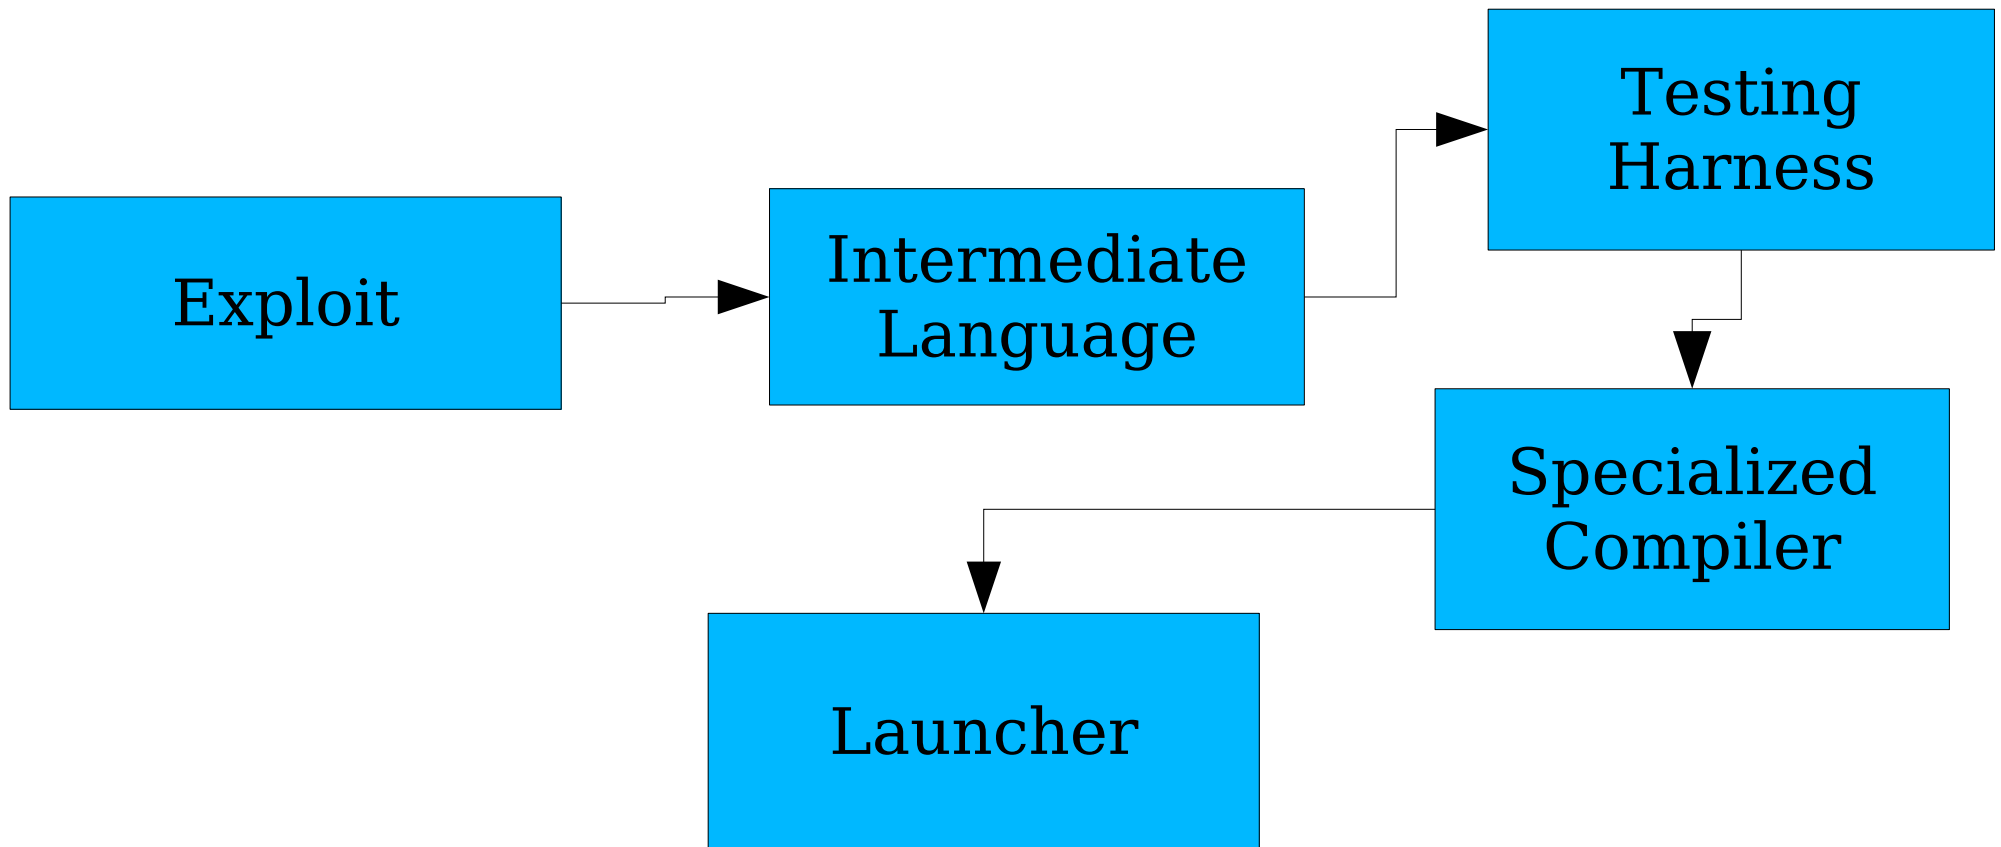 Exploit
Intermediate
Language
Testing
Harness
Specialized
Compiler
Launcher